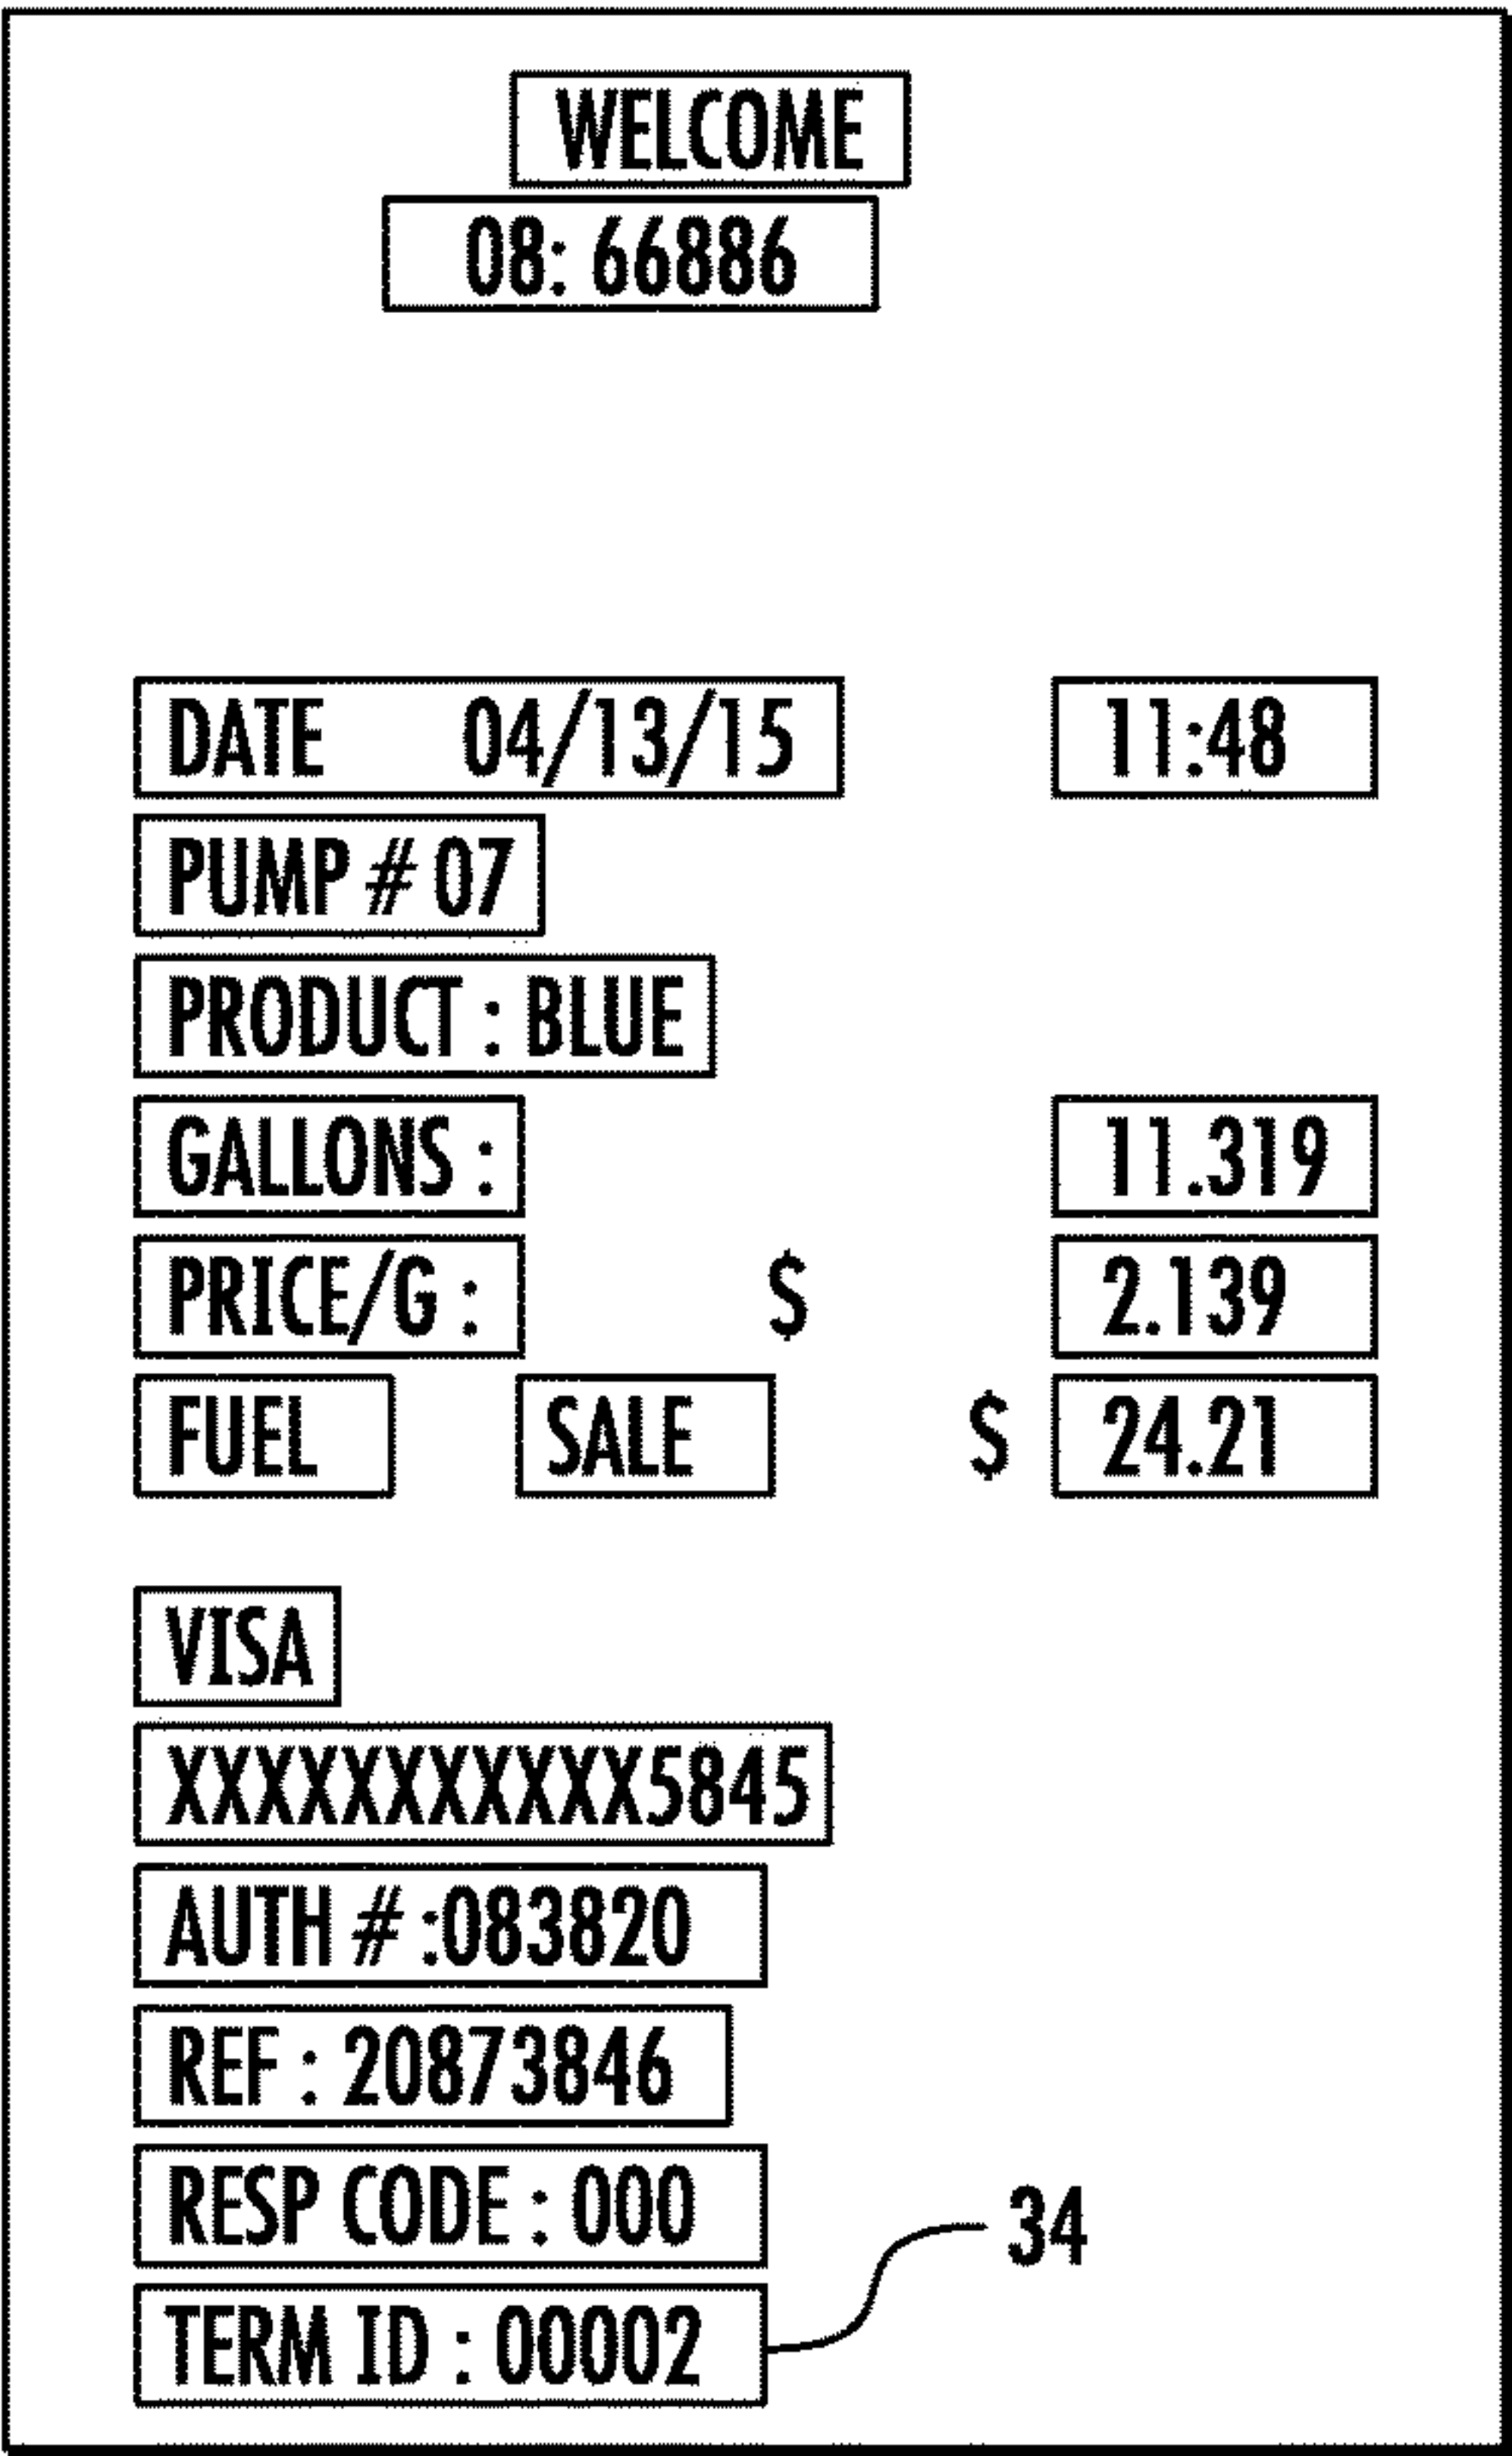 WELCOME
08: 66886
DATE 04/13/15 11:48
PUMP # 07
PRODUCT : BLUE
GALLONS : 11.319
PRICE/G : $ 2.139
FUEL SALE $ 24.21
VISA
XXXXXXXXXXX5845
AUTH # :083820
REF : 20873846
RESP CODE : 000
34
TERM ID : 00002